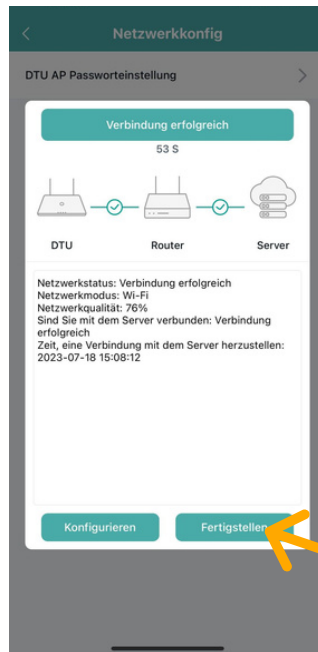 Netzwerkkonfig
DTU AP Passworteinstellung
Verbindung erfolgreich
53 S
DTU Router Server
Netzwerkstatus: Verbindung erfolgreich
Netzwerkmodus: Wi-Fi
Netzwerkqualität: 76%
Sind Sie mit dem Server verbunden: Verbindung
erfolgreich
Zeit, eine Verbindung mit dem Server herzustellen:
2023-07-18 15:08:12
Konfigurieren Fertigstellen